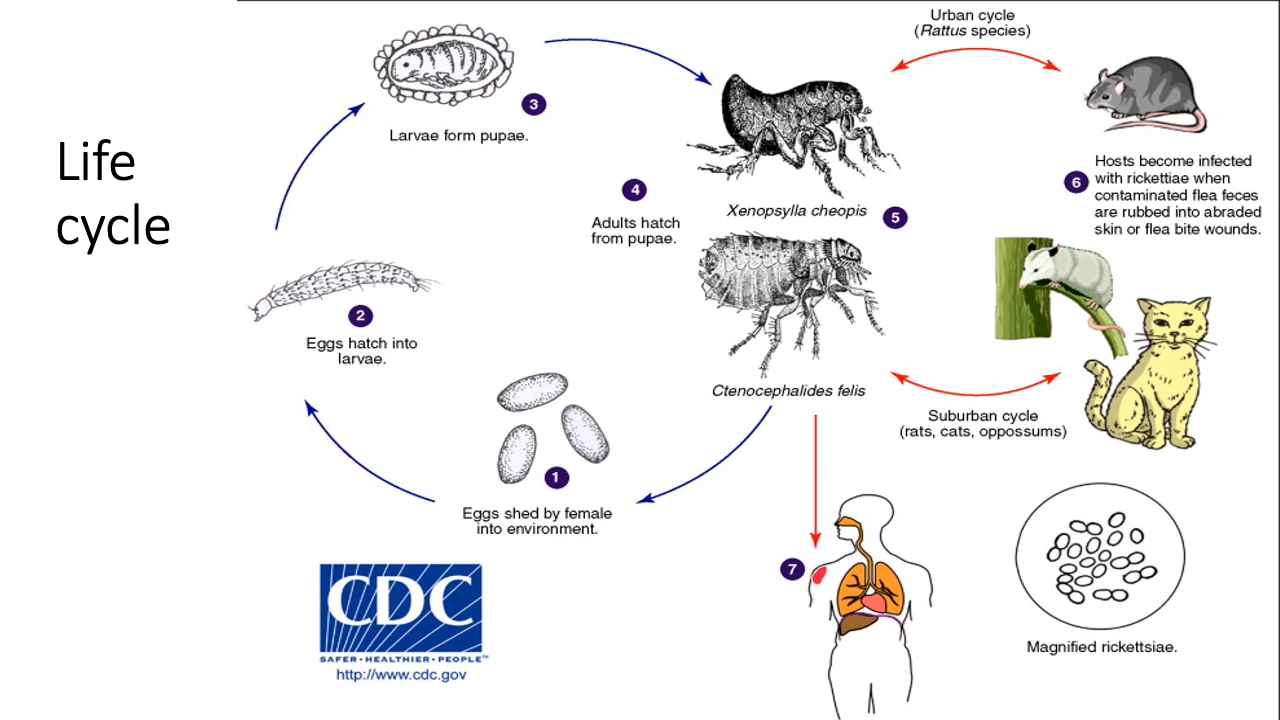 Life
cycle
Larvae form pupae.
3
Urban cycle
(Rattus species)
4
Adults hatch
from pupae.
Xenopsylla cheopis
5
6
Hosts become infected
with rickettiae when
contaminated flea feces
are rubbed into abraded
skin or flea bite wounds.
2
Eggs hatch into
larvae.
Ctenocephalides felis
Suburban cycle
(rats, cats, oppossums)
1
Eggs shed by female
into environment.
7
CDC
SAFER • HEALTHIER • PEOPLE™
http://www.cdc.gov
Magnified rickettsiae.